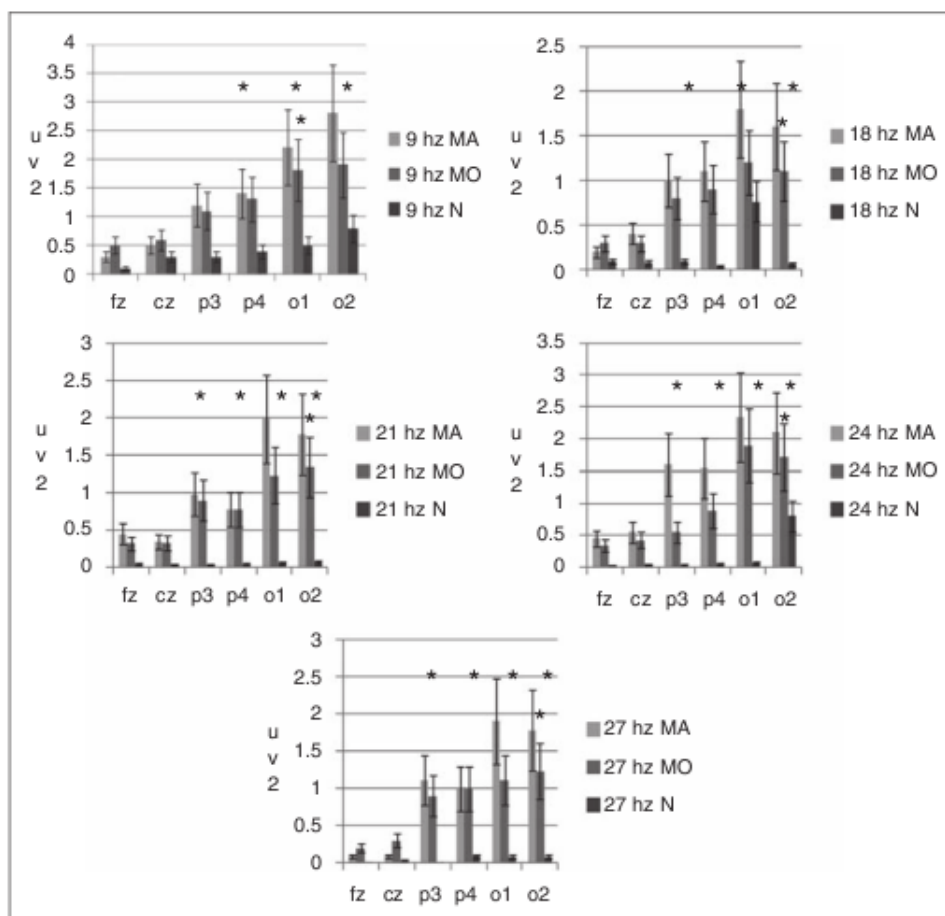 4
3.5
3
2.5
2
1.5
1
0.5
0
u
v
2
* * *
*
fz cz p3 p4 o1 o2
9 hz MA
9 hz MO
9 hz N
2.5
2
1.5
1
0.5
0
u
v
2
* * *
*
fz cz p3 p4 o1 o2
18 hz MA
18 hz MO
18 hz N
3
2.5
2
1.5
1
0.5
0
u
v
2
* * * *
*
fz cz p3 p4 o1 o2
21 hz MA
21 hz MO
21 hz N
3.5
3
2.5
2
1.5
1
0.5
0
u
v
2
* * * *
*
fz cz p3 p4 o1 o2
24 hz MA
24 hz MO
24 hz N
3
2.5
2
1.5
1
0.5
0
u
v
2
* * * *
*
fz cz p3 p4 o1 o2
27 hz MA
27 hz MO
27 hz N